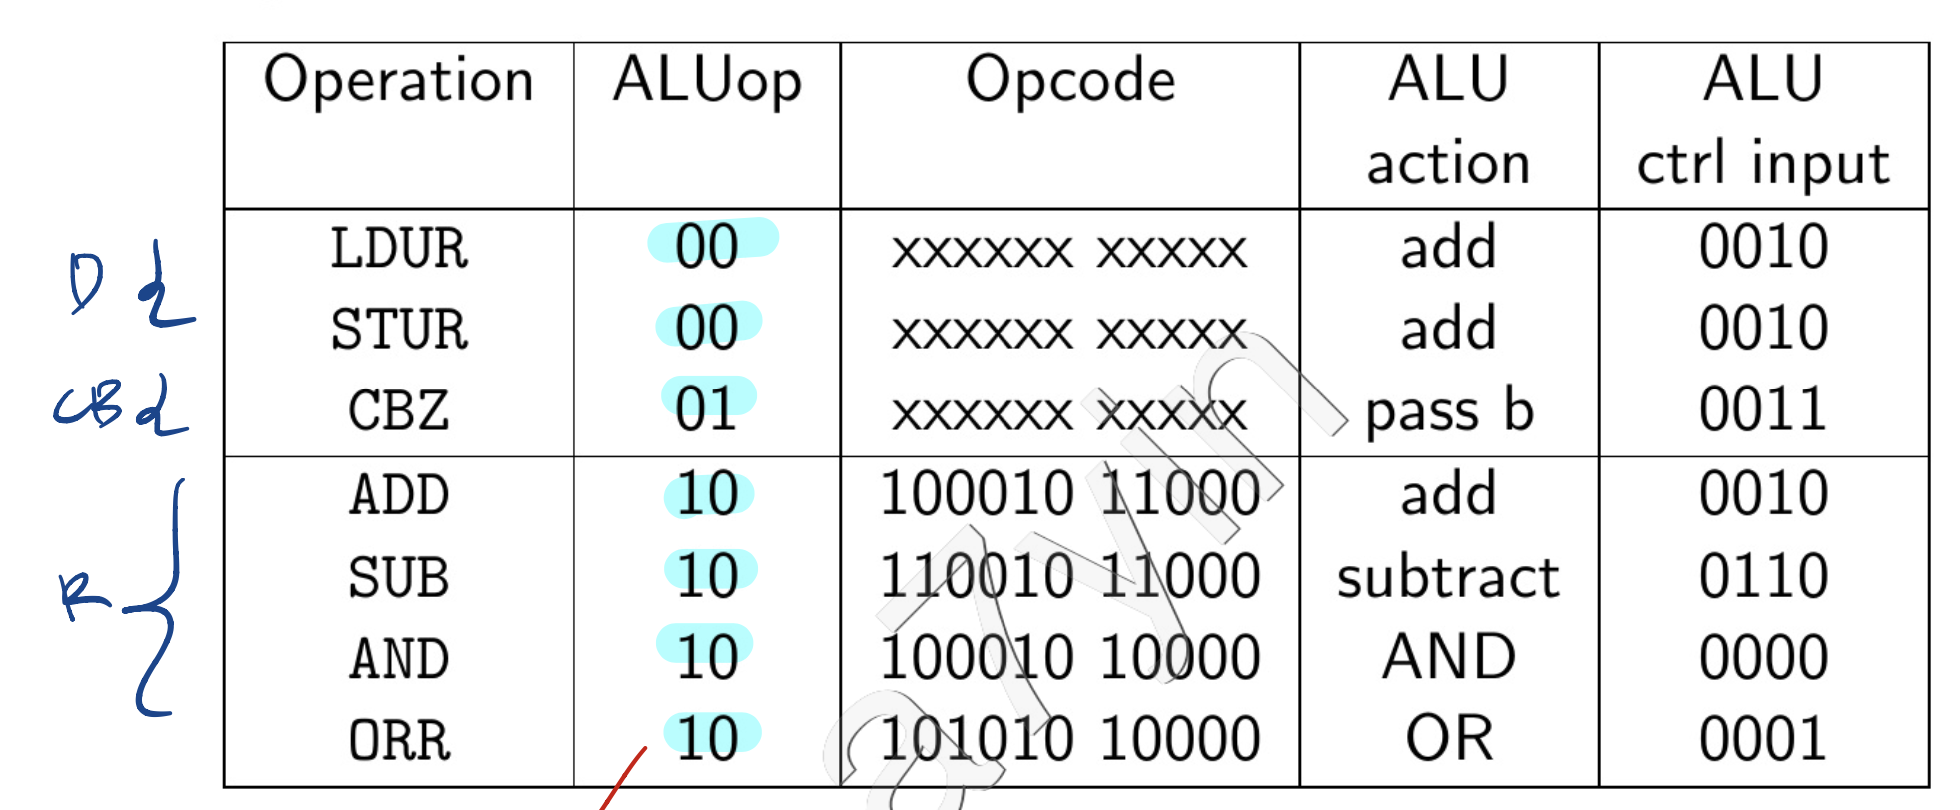 Operation ALUop Opcode ALU ALU
action ctrl input
D LDUR 00 xxxxxx xxxxx add 0010
STUR 00 xxxxxx xxxxx add 0010
CB CBZ 01 xxxxxx xxxxx pass b 0011
ADD 10 100010 11000 add 0010
R SUB 10 110010 11000 subtract 0110
AND 10 100010 10000 AND 0000
ORR 10 101010 10000 OR 0001